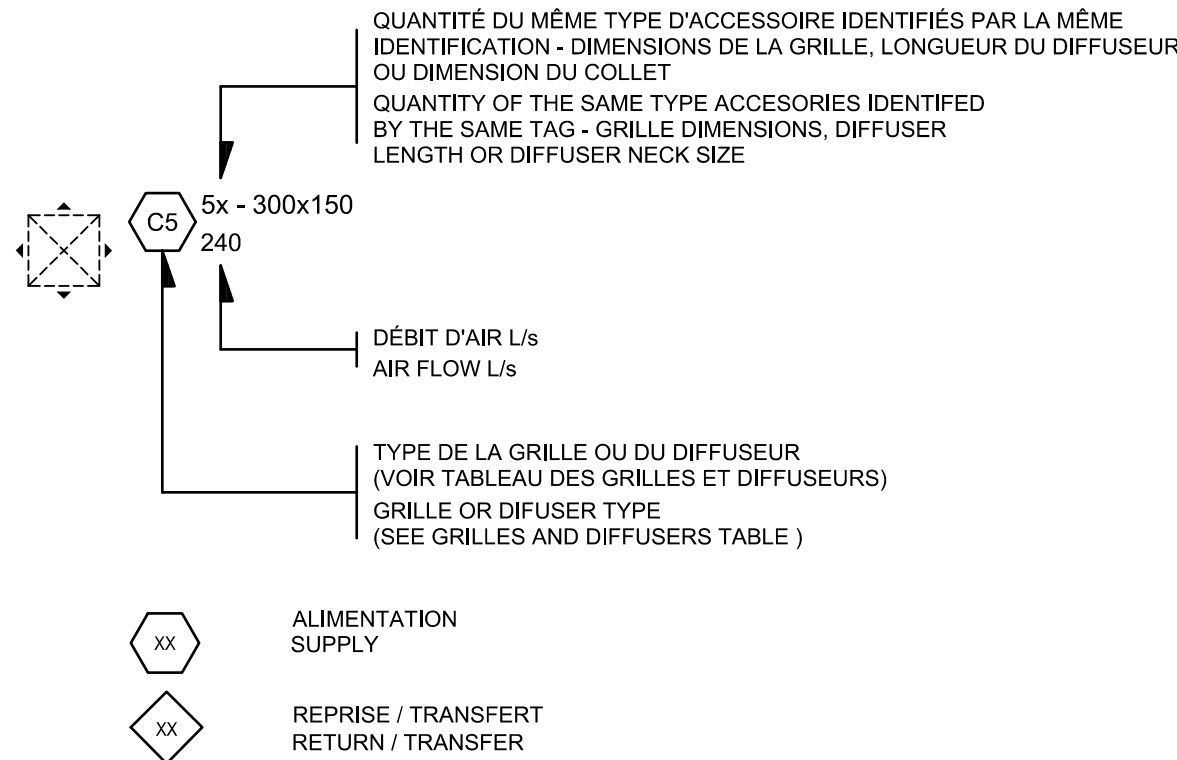 QUANTITÉ DU MÊME TYPE D'ACCESSOIRE IDENTIFIÉS PAR LA MÊME
IDENTIFICATION - DIMENSIONS DE LA GRILLE, LONGUEUR DU DIFFUSEUR
OU DIMENSION DU COLLET
QUANTITY OF THE SAME TYPE ACCESORIES IDENTIFED
BY THE SAME TAG - GRILLE DIMENSIONS, DIFFUSER
LENGTH OR DIFFUSER NECK SIZE
C5
5x - 300x150
240
DÉBIT D'AIR L/s
AIR FLOW L/s
TYPE DE LA GRILLE OU DU DIFFUSEUR
(VOIR TABLEAU DES GRILLES ET DIFFUSEURS)
GRILLE OR DIFUSER TYPE
(SEE GRILLES AND DIFFUSERS TABLE )
XX
ALIMENTATION
SUPPLY
XX
REPRISE / TRANSFERT
RETURN / TRANSFER